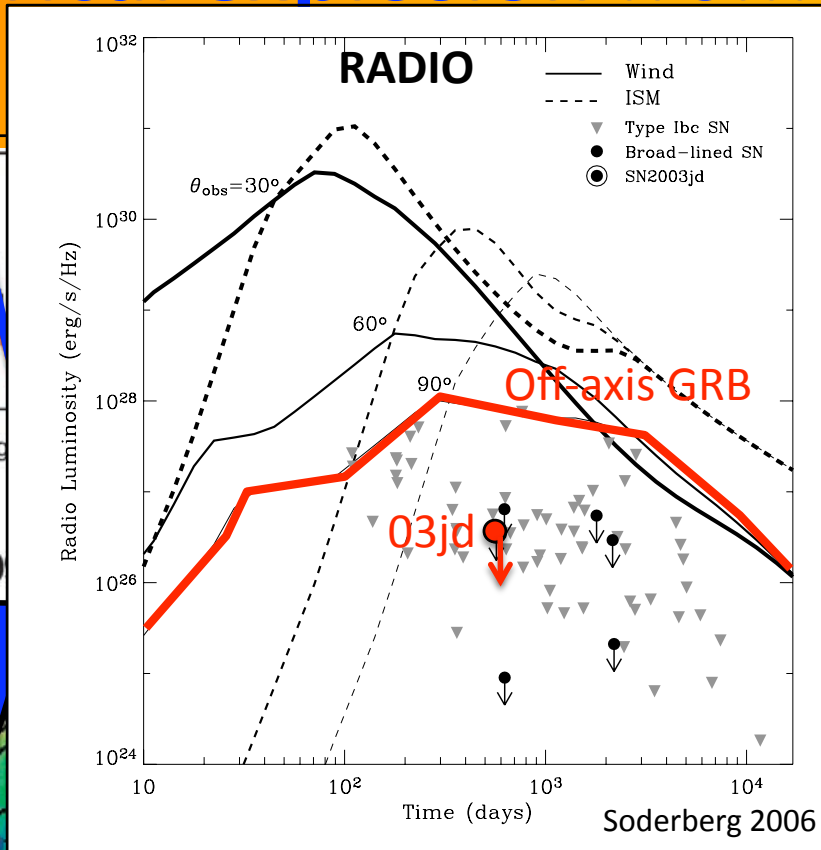 RADIO
Wind
ISM
Type Ibc SN
Broad-lined SN
SN2003jd
θobs=30°
60°
90°
Off-axis GRB
03jd
Radio Luminosity (erg/s/Hz)
10³²
10³¹
10³⁰
10²⁸
10²⁶
10²⁴
10
10²
10³
10⁴
Time (days)
Soderberg 2006